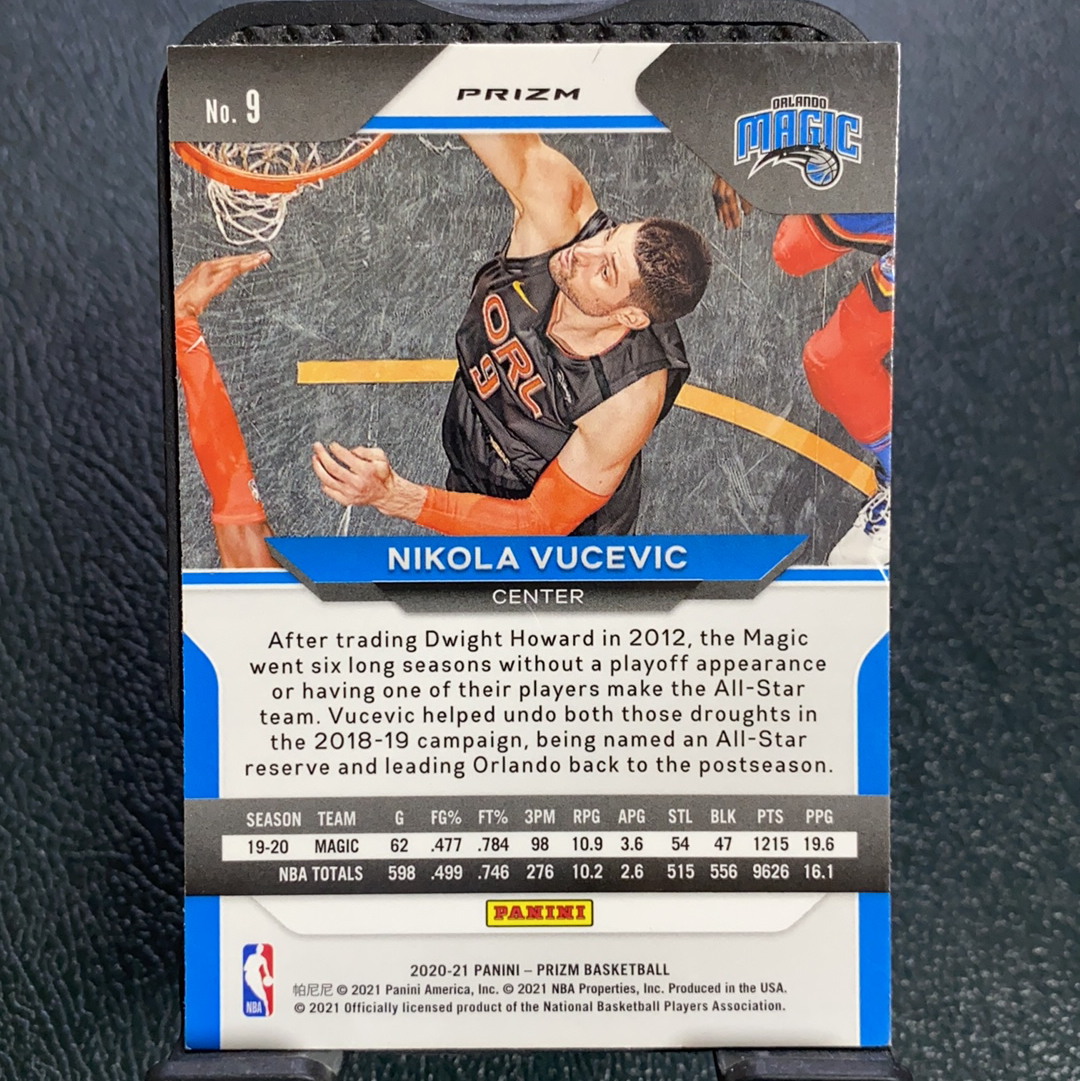 No. 9
PRIZM
ORLANDO
MAGIC
ORL
9
NIKOLA VUCEVIC
CENTER
After trading Dwight Howard in 2012, the Magic
went six long seasons without a playoff appearance
or having one of their players make the All-Star
team. Vucevic helped undo both those droughts in
the 2018-19 campaign, being named an All-Star
reserve and leading Orlando back to the postseason.
SEASON TEAM G FG% FT% 3PM RPG APG STL BLK PTS PPG
19-20 MAGIC 62 .477 .784 98 10.9 3.6 54 47 1215 19.6
NBA TOTALS 598 .499 .746 276 10.2 2.6 515 556 9626 16.1
PANINI
NBA
2020-21 PANINI – PRIZM BASKETBALL
帕尼尼 © 2021 Panini America, Inc. © 2021 NBA Properties, Inc. Produced in the USA.
© 2021 Officially licensed product of the National Basketball Players Association.